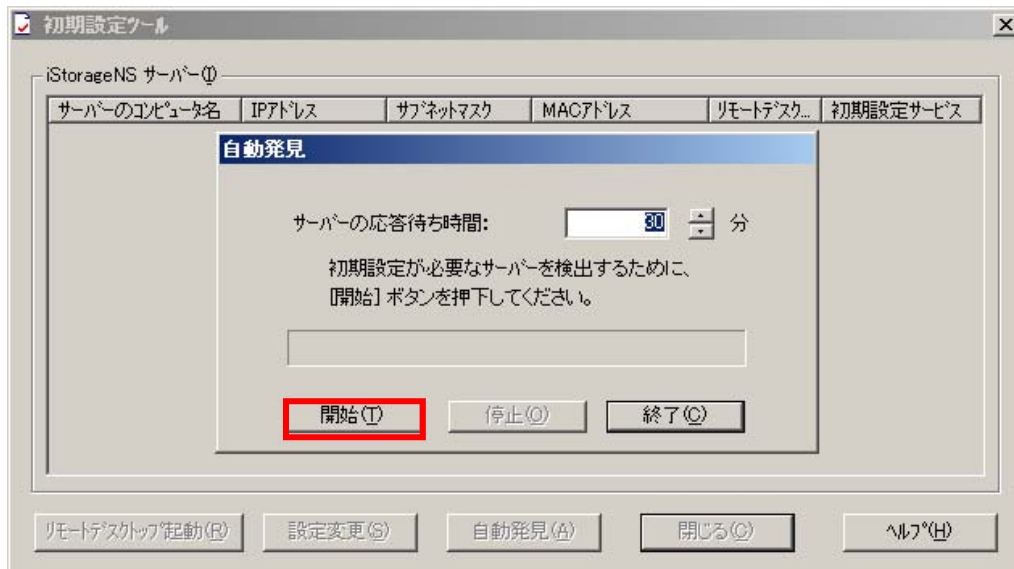 初期設定ツール
iStorageNS サーバー(I)
サーバーのコンピュータ名 IPアドレス サブネットマスク MACアドレス リモートデスク... 初期設定サービス
自動発見
サーバーの応答待ち時間: 30 分
初期設定が必要なサーバーを検出するために、
[開始] ボタンを押下してください。
開始(T) 停止(O) 終了(C)
リモートデスクトップ起動(R) 設定変更(S) 自動発見(A) 閉じる(C) ヘルプ(H)